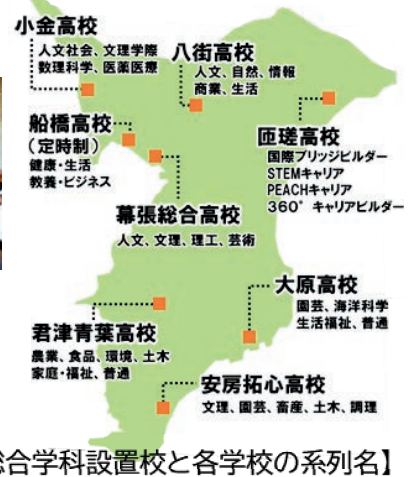 小金高校
人文社会、文理学際
数理科学、医薬医療
八街高校
人文、自然、情報
商業、生活
船橋高校
(定時制)
健康・生活
教養・ビジネス
匝瑳高校
国際ブリッジビルダー
STEMキャリア
PEACHキャリア
360°キャリアビルダー
幕張総合高校
人文、文理、理工、芸術
大原高校
園芸、海洋科学
生活福祉、普通
君津青葉高校
農業、食品、環境、土木
家庭・福祉、普通
安房拓心高校
文理、園芸、畜産、土木、調理
総合学科設置校と各学校の系列名】